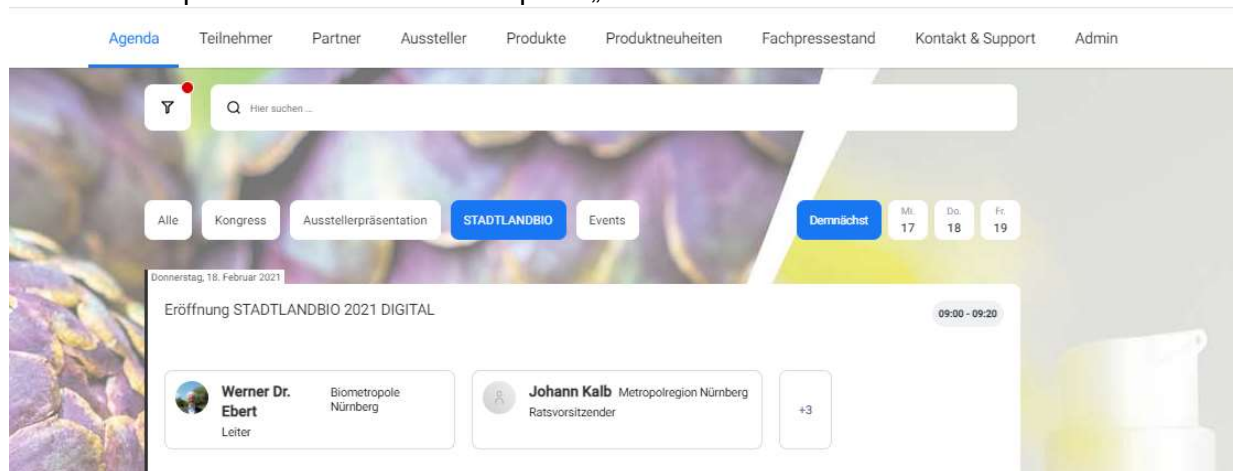 Agenda Teilnehmer Partner Aussteller Produkte Produktneuheiten Fachpressestand Kontakt & Support Admin
Hier suchen ...
Alle Kongress Ausstellerpräsentation STADTLANDBIO Events Demnächst Mi. 17 Do. 18 Fr. 19
Donnerstag, 18. Februar 2021
Eröffnung STADTLANDBIO 2021 DIGITAL 09:00 - 09:20
Werner Dr. Ebert
Leiter
Biometropole Nürnberg
Johann Kalb Metropolregion Nürnberg
Ratsvorsitzender
+3